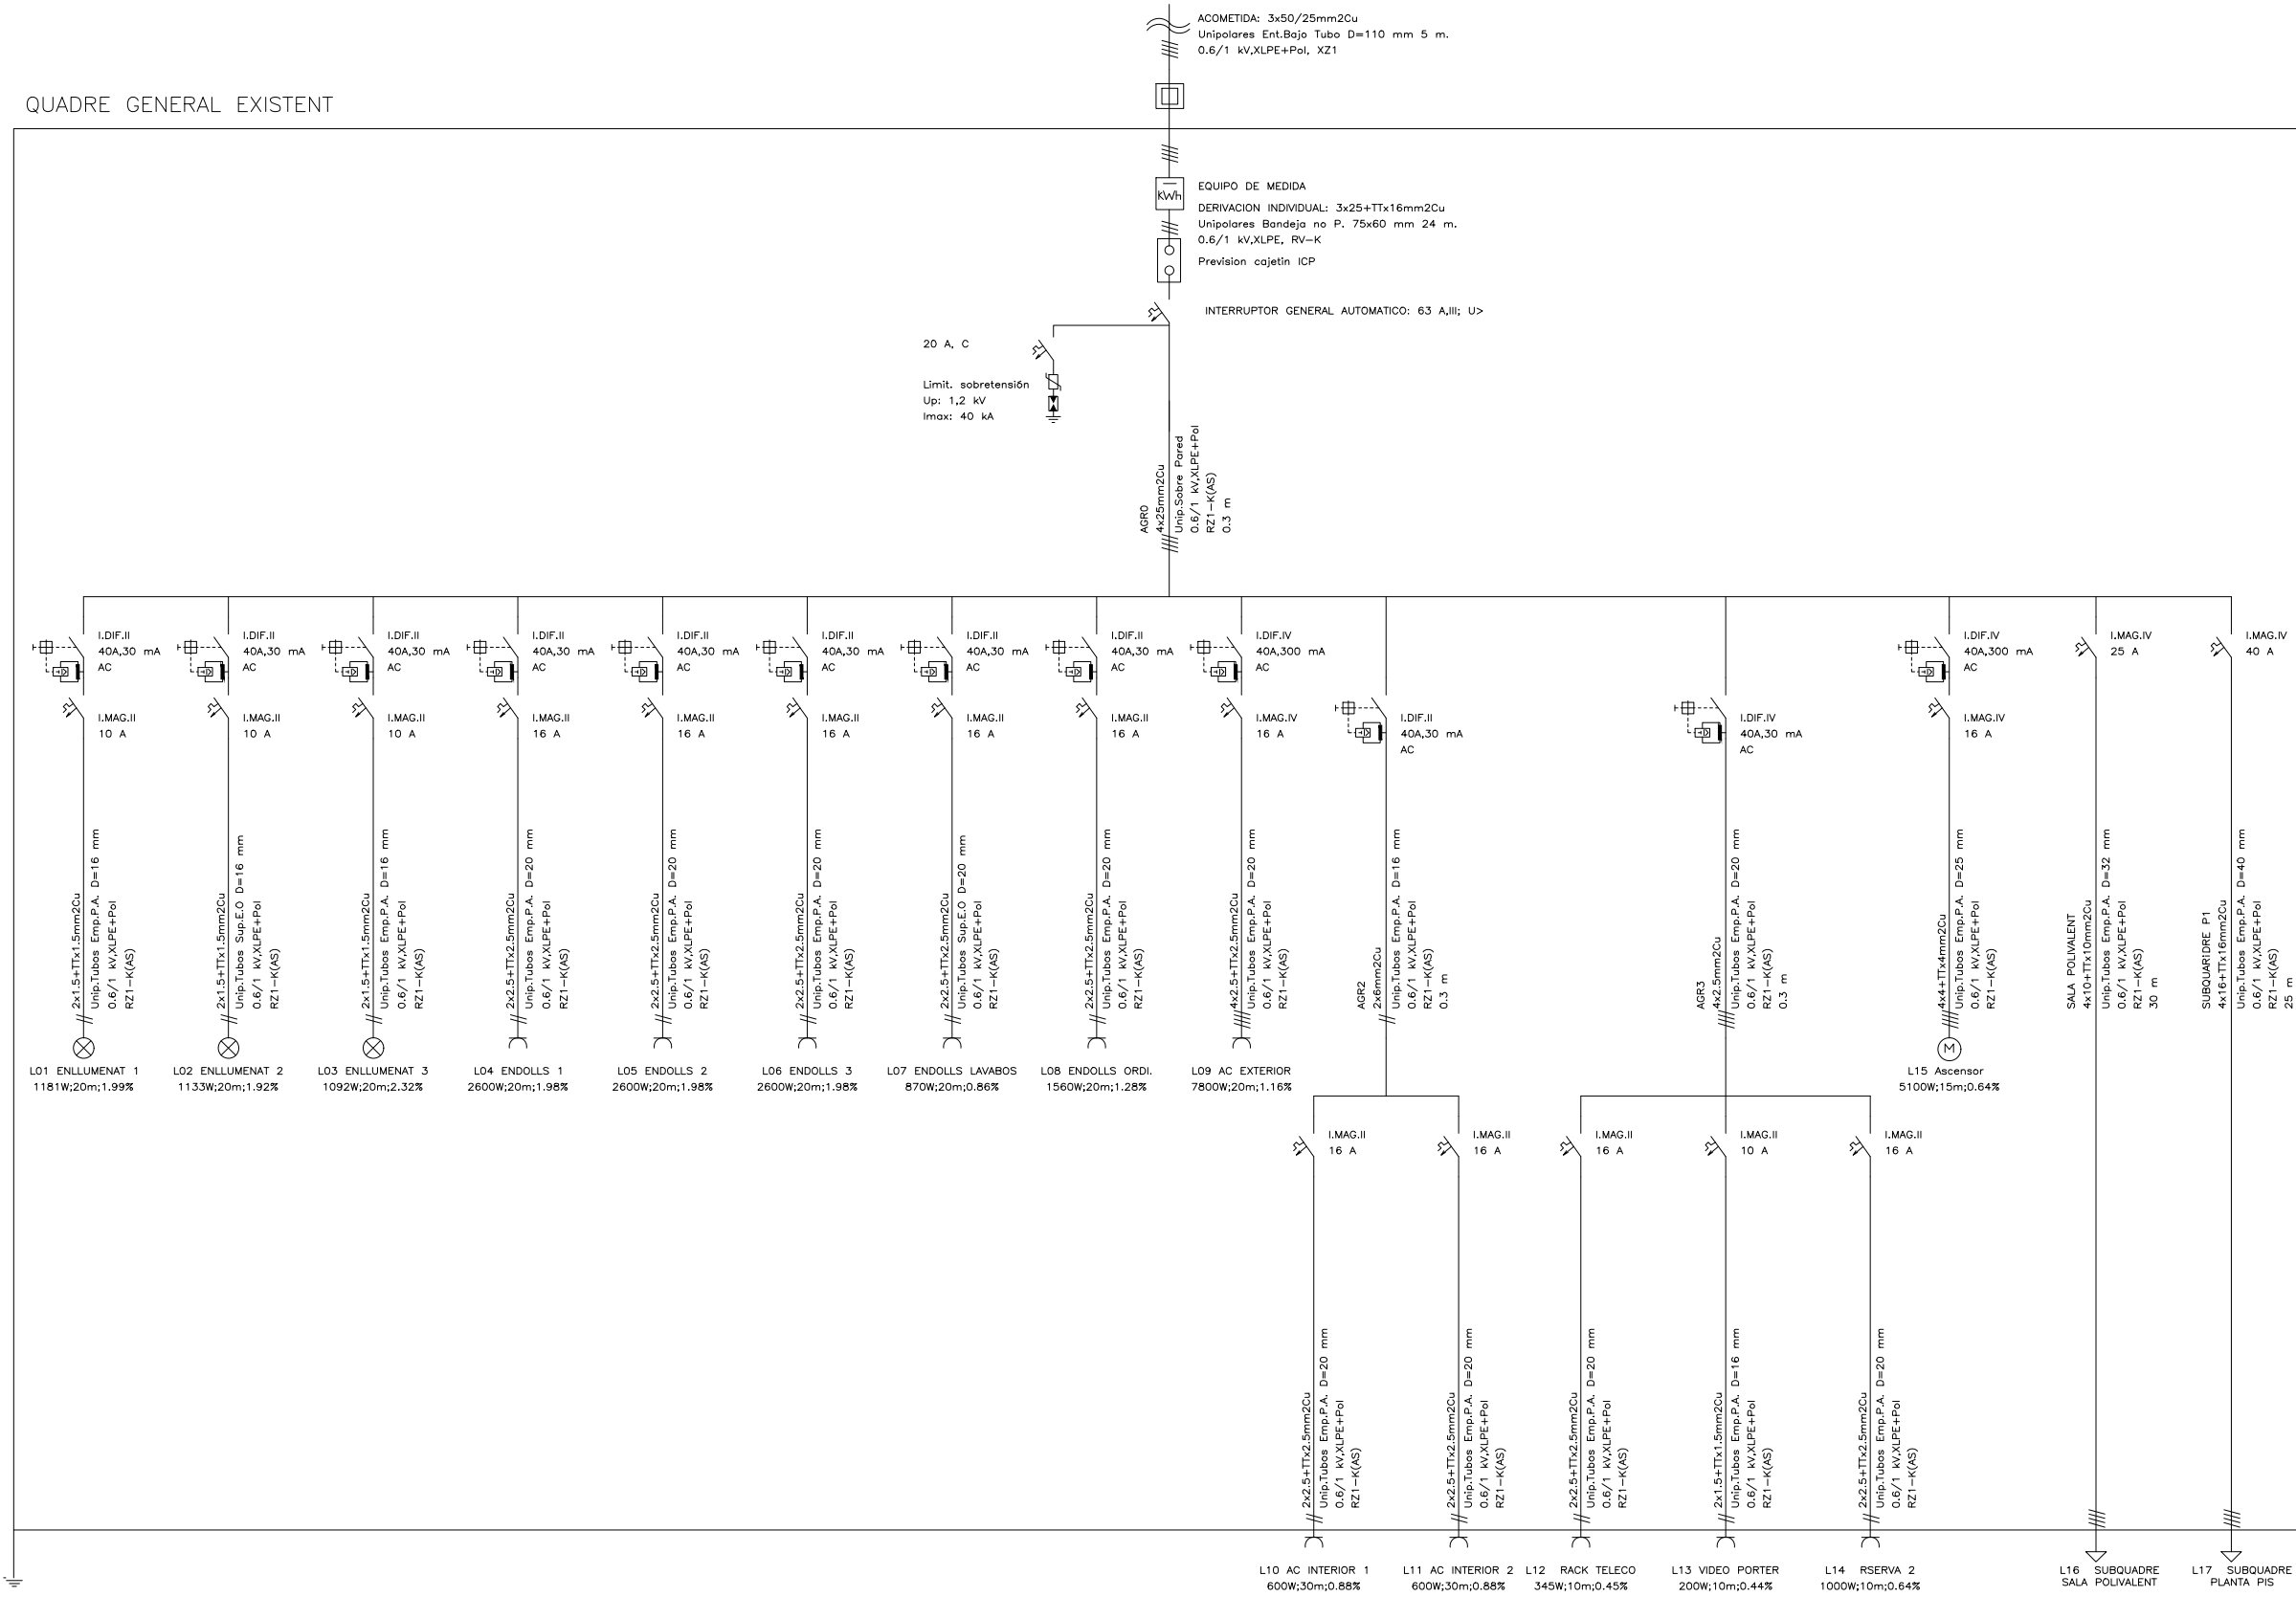 ACOMETIDA: 3x50/25mm2Cu
Unipolares Ent.Bajo Tubo D=110 mm 5 m.
0.6/1 kV,XLPE+Pol, XZ1
QUADRE GENERAL EXISTENT
KWh
EQUIPO DE MEDIDA
DERIVACION INDIVIDUAL: 3x25+TTx16mm2Cu
Unipolares Bandeja no P. 75x60 mm 24 m.
0.6/1 kV,XLPE, RV-K
Prevision cajetin ICP
INTERRUPTOR GENERAL AUTOMATICO: 63 A,III; U>
20 A, C
Limit. sobretensión
Up: 1,2 kV
Imax: 40 kA
AGRO
4x25mm2Cu
Unip.Sobre Pared
0.6/1 kV,XLPE+Pol
RZ1-K(AS)
0.3 m
I.DIF.II
40A,30 mA
AC
I.MAG.II
10 A
2x1.5+TTx1.5mm2Cu
Unip.Tubos Emp.P.A. D=16 mm
0.6/1 kV,XLPE+Pol
RZ1-K(AS)
L01 ENLLUMENAT 1
1181W;20m;1.99%
I.DIF.II
40A,30 mA
AC
I.MAG.II
10 A
2x1.5+TTx1.5mm2Cu
Unip.Tubos Sup.E.O D=16 mm
0.6/1 kV,XLPE+Pol
RZ1-K(AS)
L02 ENLLUMENAT 2
1133W;20m;1.92%
I.DIF.II
40A,30 mA
AC
I.MAG.II
10 A
2x1.5+TTx1.5mm2Cu
Unip.Tubos Emp.P.A. D=16 mm
0.6/1 kV,XLPE+Pol
RZ1-K(AS)
L03 ENLLUMENAT 3
1092W;20m;2.32%
I.DIF.II
40A,30 mA
AC
I.MAG.II
16 A
2x2.5+TTx2.5mm2Cu
Unip.Tubos Emp.P.A. D=20 mm
0.6/1 kV,XLPE+Pol
RZ1-K(AS)
L04 ENDOLLS 1
2600W;20m;1.98%
I.DIF.II
40A,30 mA
AC
I.MAG.II
16 A
2x2.5+TTx2.5mm2Cu
Unip.Tubos Emp.P.A. D=20 mm
0.6/1 kV,XLPE+Pol
RZ1-K(AS)
L05 ENDOLLS 2
2600W;20m;1.98%
I.DIF.II
40A,30 mA
AC
I.MAG.II
16 A
2x2.5+TTx2.5mm2Cu
Unip.Tubos Emp.P.A. D=20 mm
0.6/1 kV,XLPE+Pol
RZ1-K(AS)
L06 ENDOLLS 3
2600W;20m;1.98%
I.DIF.II
40A,30 mA
AC
I.MAG.II
16 A
2x2.5+TTx2.5mm2Cu
Unip.Tubos Sup.E.O D=20 mm
0.6/1 kV,XLPE+Pol
RZ1-K(AS)
L07 ENDOLLS LAVABOS
870W;20m;0.86%
I.DIF.II
40A,30 mA
AC
I.MAG.II
16 A
2x2.5+TTx2.5mm2Cu
Unip.Tubos Emp.P.A. D=20 mm
0.6/1 kV,XLPE+Pol
RZ1-K(AS)
L08 ENDOLLS ORDI.
1560W;20m;1.28%
I.DIF.IV
40A,300 mA
AC
I.MAG.IV
16 A
4x2.5+TTx2.5mm2Cu
Unip.Tubos Emp.P.A. D=20 mm
0.6/1 kV,XLPE+Pol
RZ1-K(AS)
L09 AC EXTERIOR
7800W;20m;1.16%
I.DIF.II
40A,30 mA
AC
AGR2
2x6mm2Cu
Unip.Tubos Emp.P.A. D=16 mm
0.6/1 kV,XLPE+Pol
RZ1-K(AS)
0.3 m
I.DIF.IV
40A,30 mA
AC
AGR3
4x2.5mm2Cu
Unip.Tubos Emp.P.A. D=20 mm
0.6/1 kV,XLPE+Pol
RZ1-K(AS)
0.3 m
I.DIF.IV
40A,300 mA
AC
I.MAG.IV
16 A
4x4+TTx4mm2Cu
Unip.Tubos Emp.P.A. D=25 mm
0.6/1 kV,XLPE+Pol
RZ1-K(AS)
M
L15 Ascensor
5100W;15m;0.64%
I.MAG.IV
25 A
SALA POLIVALENT
4x10+TTx10mm2Cu
Unip.Tubos Emp.P.A. D=32 mm
0.6/1 kV,XLPE+Pol
RZ1-K(AS)
30 m
I.MAG.IV
40 A
SUBQUARIDRE P1
4x16+TTx16mm2Cu
Unip.Tubos Emp.P.A. D=40 mm
0.6/1 kV,XLPE+Pol
RZ1-K(AS)
25 m
I.MAG.II
16 A
2x2.5+TTx2.5mm2Cu
Unip.Tubos Emp.P.A. D=20 mm
0.6/1 kV,XLPE+Pol
RZ1-K(AS)
L10 AC INTERIOR 1
600W;30m;0.88%
I.MAG.II
16 A
2x2.5+TTx2.5mm2Cu
Unip.Tubos Emp.P.A. D=20 mm
0.6/1 kV,XLPE+Pol
RZ1-K(AS)
L11 AC INTERIOR 2
600W;30m;0.88%
I.MAG.II
16 A
2x2.5+TTx2.5mm2Cu
Unip.Tubos Emp.P.A. D=20 mm
0.6/1 kV,XLPE+Pol
RZ1-K(AS)
L12 RACK TELECO
345W;10m;0.45%
I.MAG.II
10 A
2x1.5+TTx1.5mm2Cu
Unip.Tubos Emp.P.A. D=16 mm
0.6/1 kV,XLPE+Pol
RZ1-K(AS)
L13 VIDEO PORTER
200W;10m;0.44%
I.MAG.II
16 A
2x2.5+TTx2.5mm2Cu
Unip.Tubos Emp.P.A. D=20 mm
0.6/1 kV,XLPE+Pol
RZ1-K(AS)
L14 RSERVA 2
1000W;10m;0.64%
L16 SUBQUADRE
SALA POLIVALENT
L17 SUBQUADRE
PLANTA PIS